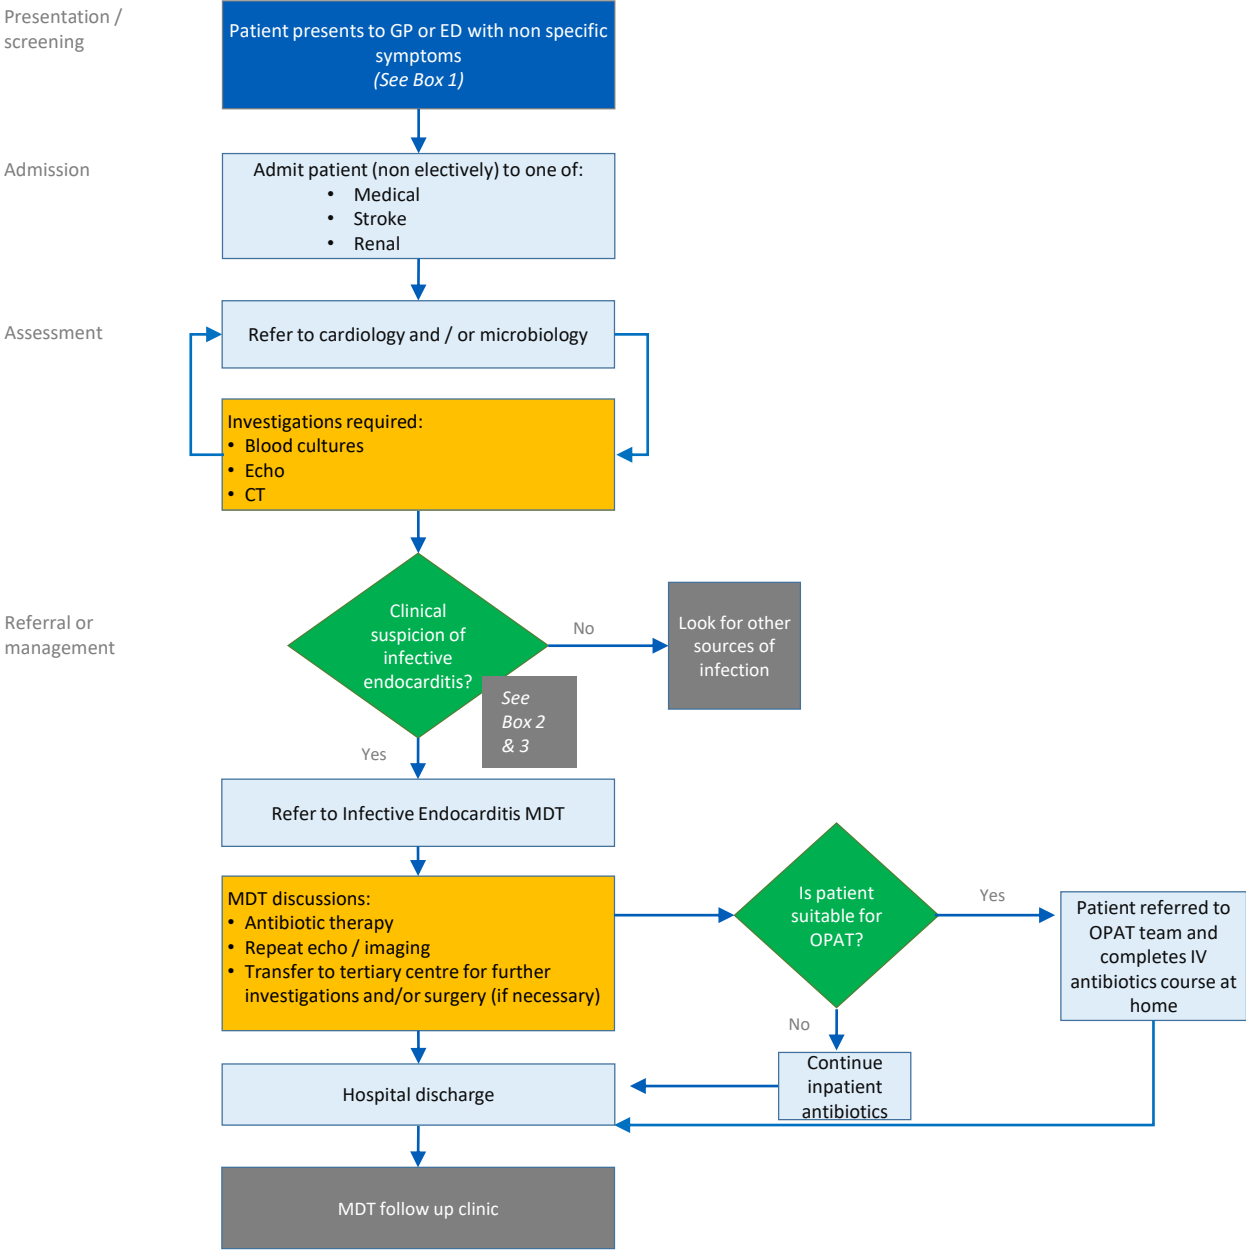 Presentation /
screening
Patient presents to GP or ED with non specific
symptoms
(See Box 1)
Admission
Admit patient (non electively) to one of:
• Medical
• Stroke
• Renal
Assessment
Refer to cardiology and / or microbiology
Investigations required:
• Blood cultures
• Echo
• CT
Referral or
management
Clinical
suspicion of
infective
endocarditis?
No
Look for other
sources of
infection
See
Box 2
& 3
Yes
Refer to Infective Endocarditis MDT
MDT discussions:
• Antibiotic therapy
• Repeat echo / imaging
• Transfer to tertiary centre for further
investigations and/or surgery (if necessary)
Is patient
suitable for
OPAT?
Yes
Patient referred to
OPAT team and
completes IV
antibiotics course at
home
No
Continue
inpatient
antibiotics
Hospital discharge
MDT follow up clinic